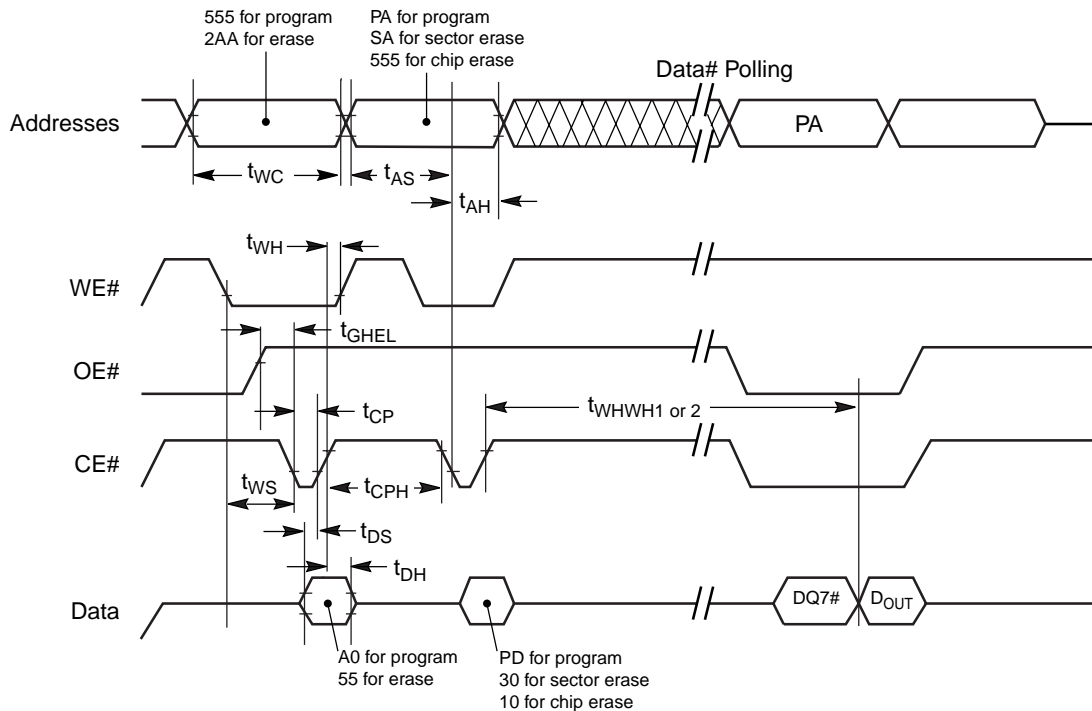 555 for program
2AA for erase
PA for program
SA for sector erase
555 for chip erase
Data# Polling
Addresses
PA
tWC
tAS
tAH
tWH
WE#
tGHEL
OE#
tCP
tWHWH1 or 2
CE#
tWS
tCPH
tDS
tDH
Data
DQ7#
DOUT
A0 for program
55 for erase
PD for program
30 for sector erase
10 for chip erase